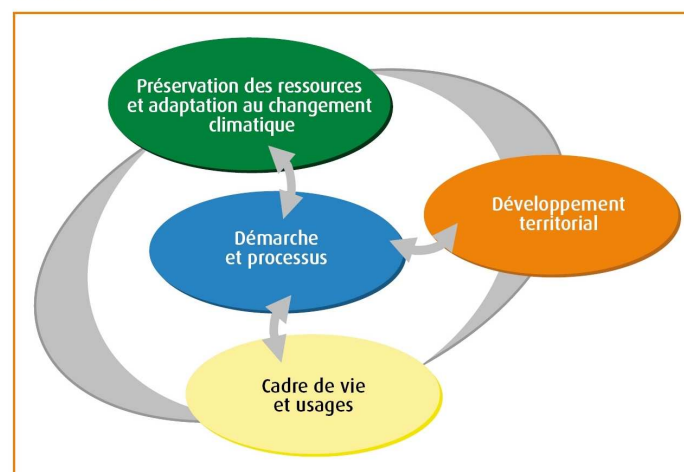 Préservation des ressources
et adaptation au changement
climatique
Développement
territorial
Démarche
et processus
Cadre de vie
et usages